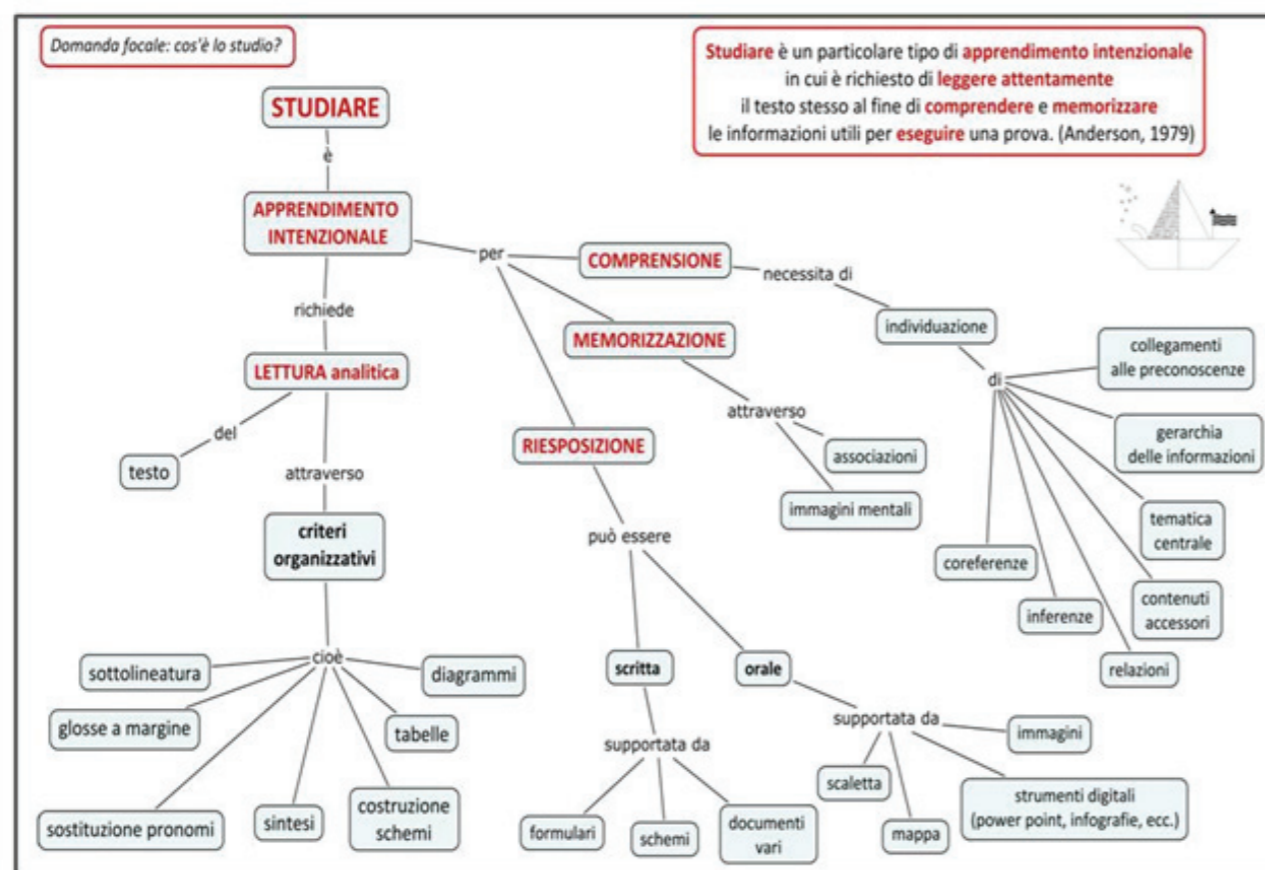 Domanda focale: cos'è lo studio?
Studiare è un particolare tipo di apprendimento intenzionale
in cui è richiesto di leggere attentamente
il testo stesso al fine di comprendere e memorizzare
le informazioni utili per eseguire una prova. (Anderson, 1979)
STUDIARE
è
APPRENDIMENTO
INTENZIONALE
per
COMPRENSIONE
necessita di
richiede
individuazione
MEMORIZZAZIONE
collegamenti
alle preconoscenze
LETTURA analitica
di
attraverso
del
gerarchia
delle informazioni
RIESPOSIZIONE
associazioni
testo
attraverso
immagini mentali
tematica
centrale
criteri
organizzativi
può essere
coreferenze
contenuti
accessori
inferenze
cioè
sottolineatura
diagrammi
scritta
orale
relazioni
glosse a margine
tabelle
supportata da
immagini
supportata da
scaletta
costruzione
schemi
strumenti digitali
(power point, infografie, ecc.)
sostituzione pronomi
sintesi
formulari
schemi
documenti
vari
mappa